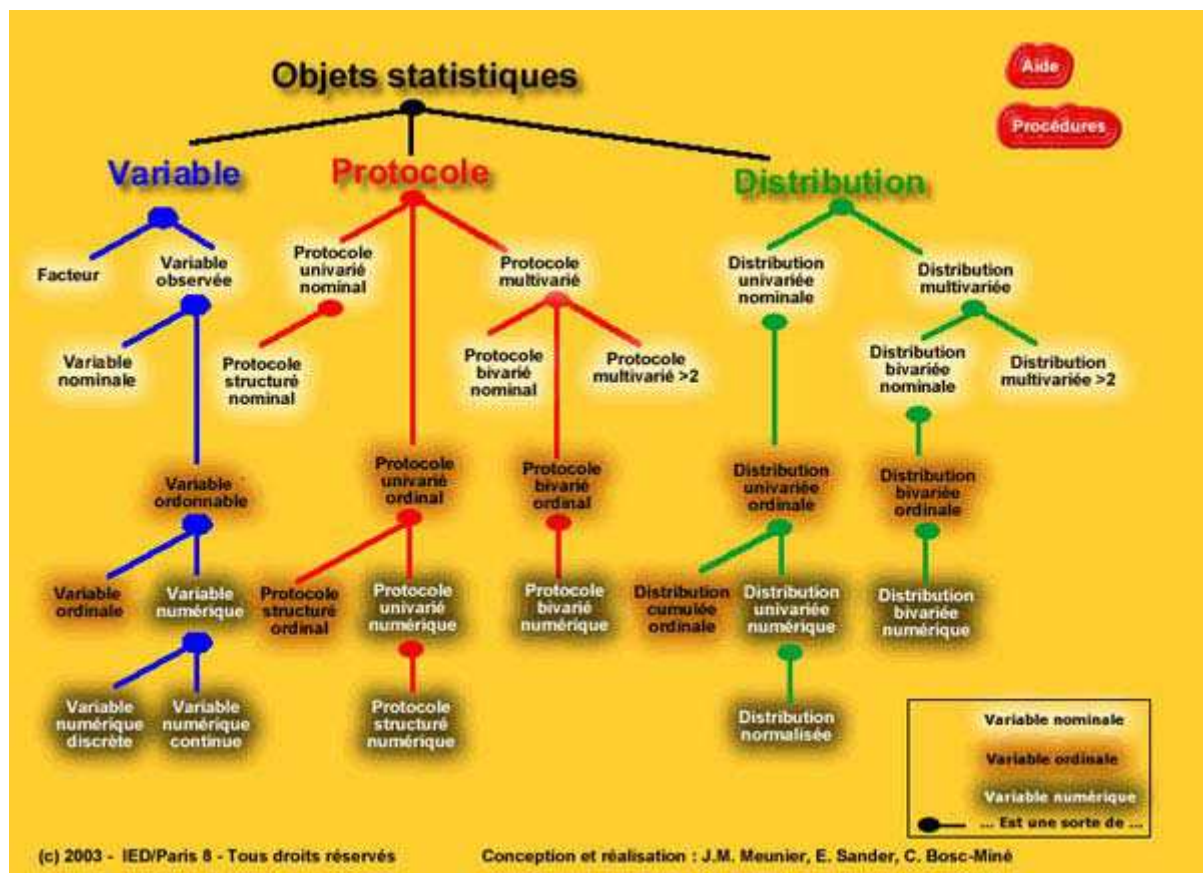 Objets statistiques
Aide
Procédures
Variable
Protocole
Distribution
Facteur
Variable
observée
Protocole
univarié
nominal
Protocole
multivarié
Distribution
univariée
nominale
Distribution
multivariée
Variable
nominale
Protocole
structuré
nominal
Protocole
bivarié
nominal
Protocole
multivarié >2
Distribution
bivariée
nominale
Distribution
multivariée >2
Variable
ordonnable
Protocole
univarié
ordinal
Protocole
bivarié
ordinal
Distribution
univariée
ordinale
Distribution
bivariée
ordinale
Variable
ordinale
Variable
numérique
Protocole
structuré
ordinal
Protocole
univarié
numérique
Protocole
bivarié
numérique
Distribution
cumulée
ordinale
Distribution
univariée
numérique
Distribution
bivariée
numérique
Variable
numérique
discrète
Variable
numérique
continue
Protocole
structuré
numérique
Distribution
normalisée
Variable nominale
Variable ordinale
Variable numérique
... Est une sorte de ...
(c) 2003 - IED/Paris 8 - Tous droits réservés
Conception et réalisation : J.M. Meunier, E. Sander, C. Bosc-Miné